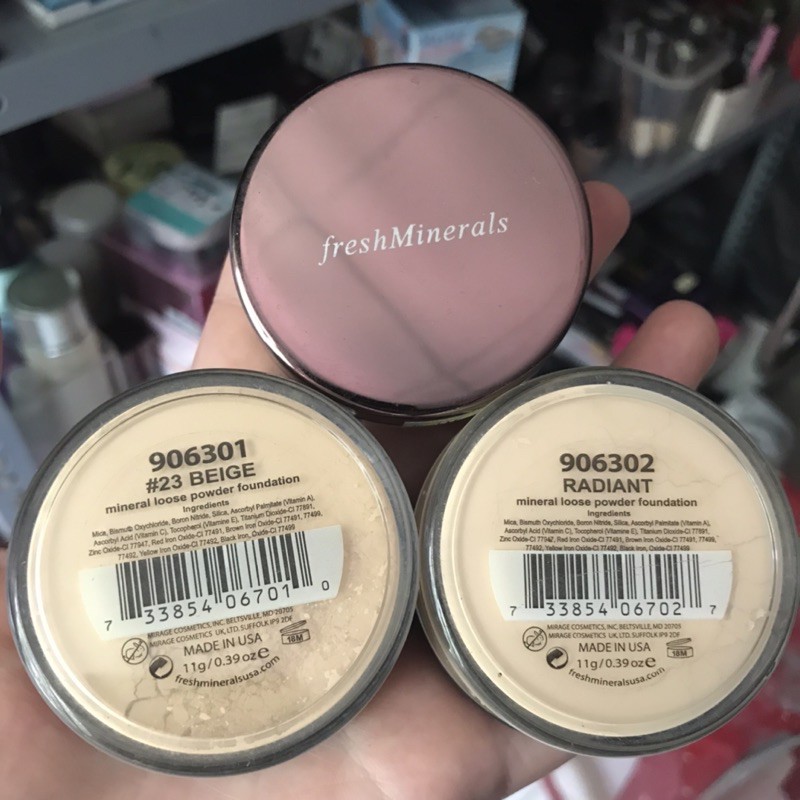 freshMinerals
906301
#23 BEIGE
mineral loose powder foundation
Ingredients
Mica, Bismuth Oxychloride, Boron Nitride, Silica, Ascorbyl Palmitate (Vitamin A),
Ascorbyl Acid (Vitamin C), Tocophenol (Vitamine E), Titanium Dioxide-CI 77891,
Zinc Oxide-CI 77947, Red Iron Oxide-CI 77491, Brown Iron Oxide-CI 77491, 77499,
77492, Yellow Iron Oxide-CI 77492, Black Iron, Oxide-CI 77499
7 33854 06701 0
MIRAGE COSMETICS, INC. BELTSVILLE, MD 20705
MIRAGE COSMETICS UK, LTD. SUFFOLK IP9 2DF
MADE IN USA
11g/0.39oz℮
18M
freshmineralsusa.com
906302
RADIANT
mineral loose powder foundation
Ingredients
Mica, Bismuth Oxychloride, Boron Nitride, Silica, Ascorbyl Palmitate (Vitamin A),
Ascorbyl Acid (Vitamin C), Tocophenol (Vitamine E), Titanium Dioxide-CI 77891,
Zinc Oxide-CI 77947, Red Iron Oxide-CI 77491, Brown Iron Oxide-CI 77491, 77499,
77492, Yellow Iron Oxide-CI 77492, Black Iron, Oxide-CI 77499
7 33854 06702 7
MIRAGE COSMETICS, INC. BELTSVILLE, MD 20705
MIRAGE COSMETICS UK, LTD. SUFFOLK IP9 2DF
MADE IN USA
11g/0.39oz℮
18M
freshmineralsusa.com